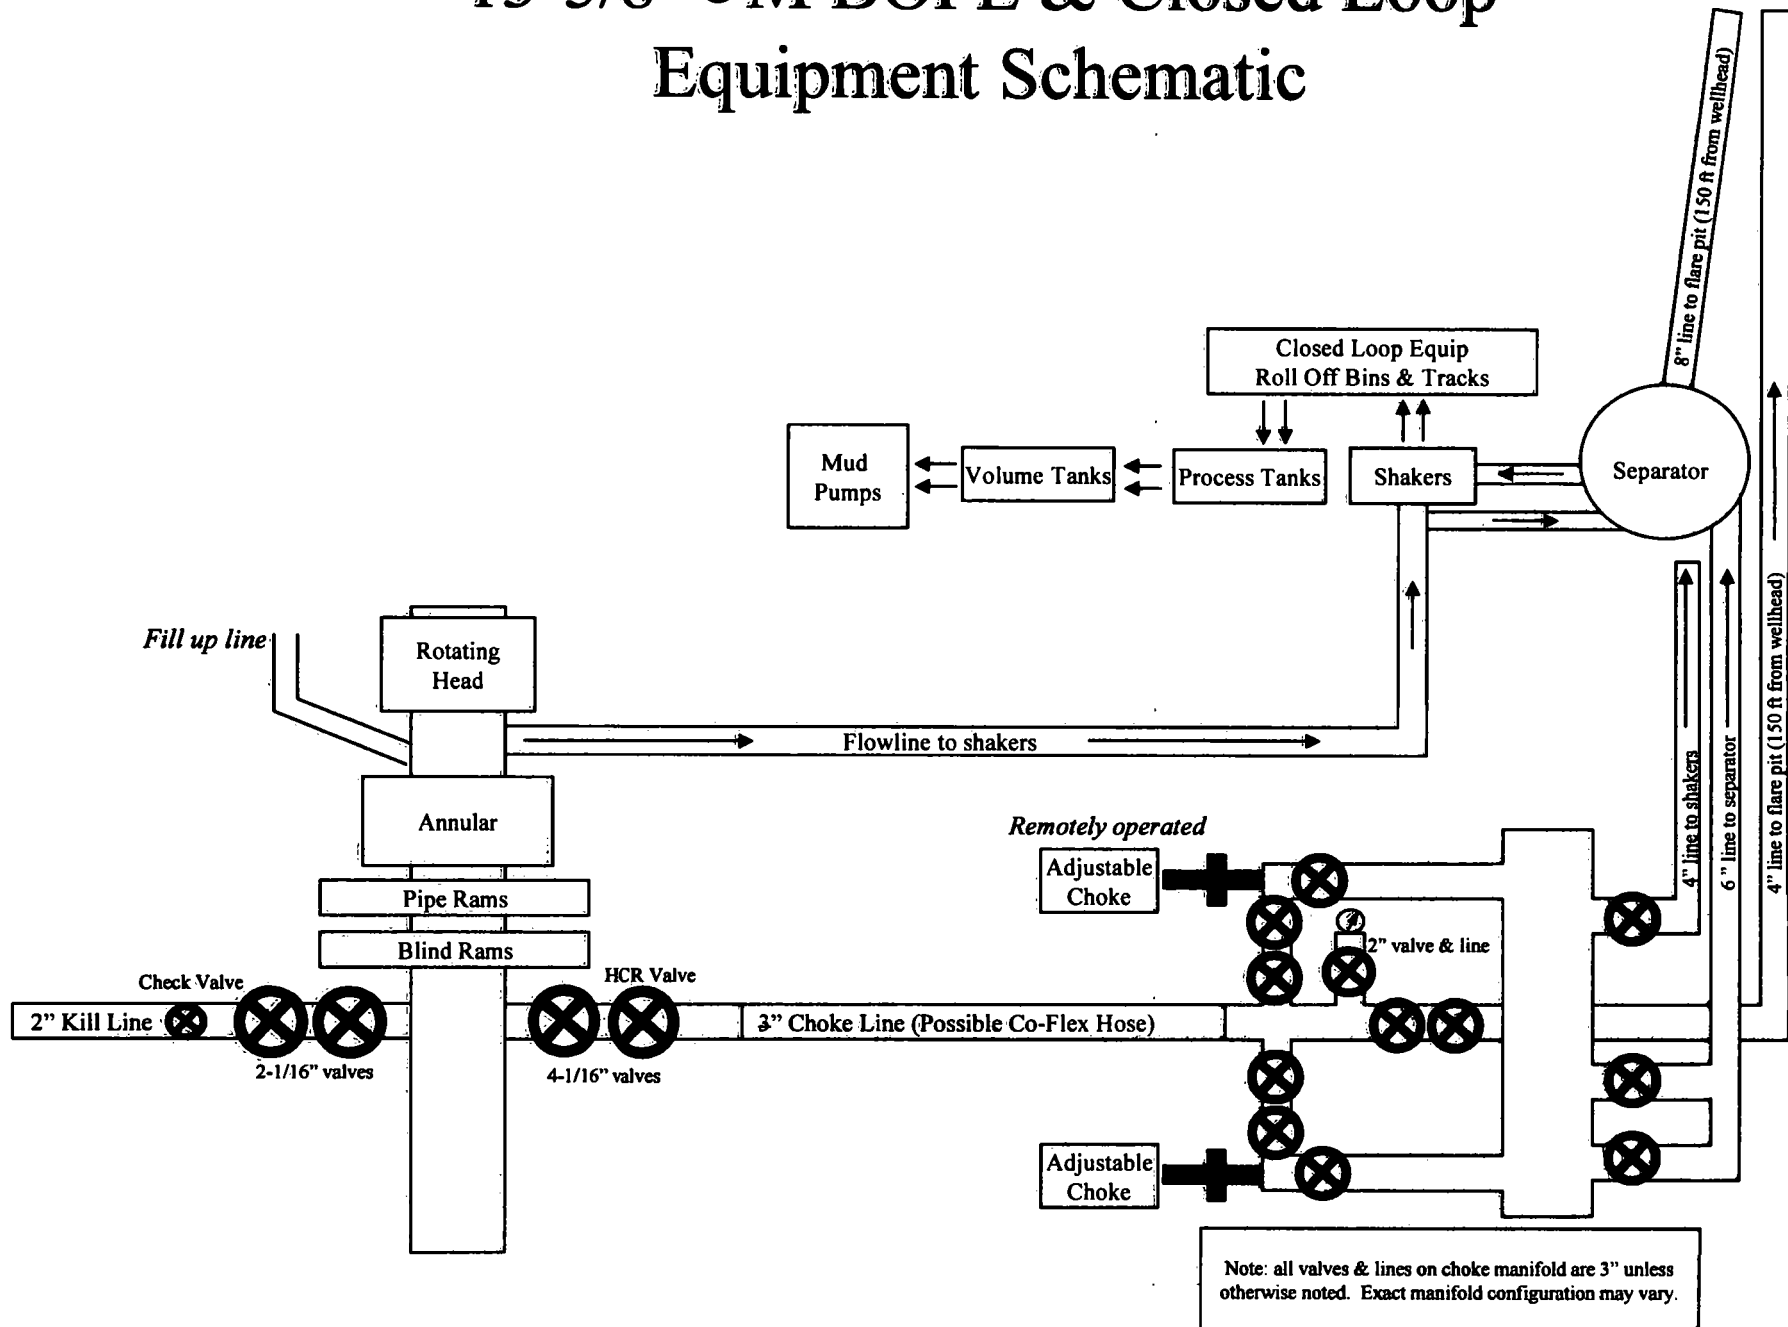 & Closed Loop
Equipment Schematic
8” line to flare pit (150 ft from wellhead)
Closed Loop Equip
Roll Off Bins & Tracks
Mud
Pumps
Volume Tanks
Process Tanks
Shakers
Separator
Fill up line
Rotating
Head
Flowline to shakers
Annular
Pipe Rams
Blind Rams
Remotely operated
Adjustable
Choke
4” line to shakers
6 ” line to separator
4” line to flare pit (150 ft from wellhead)
2” valve & line
Check Valve
HCR Valve
2” Kill Line
3” Choke Line (Possible Co-Flex Hose)
2-1/16” valves
4-1/16” valves
Adjustable
Choke
Note: all valves & lines on choke manifold are 3” unless
otherwise noted.  Exact manifold configuration may vary.